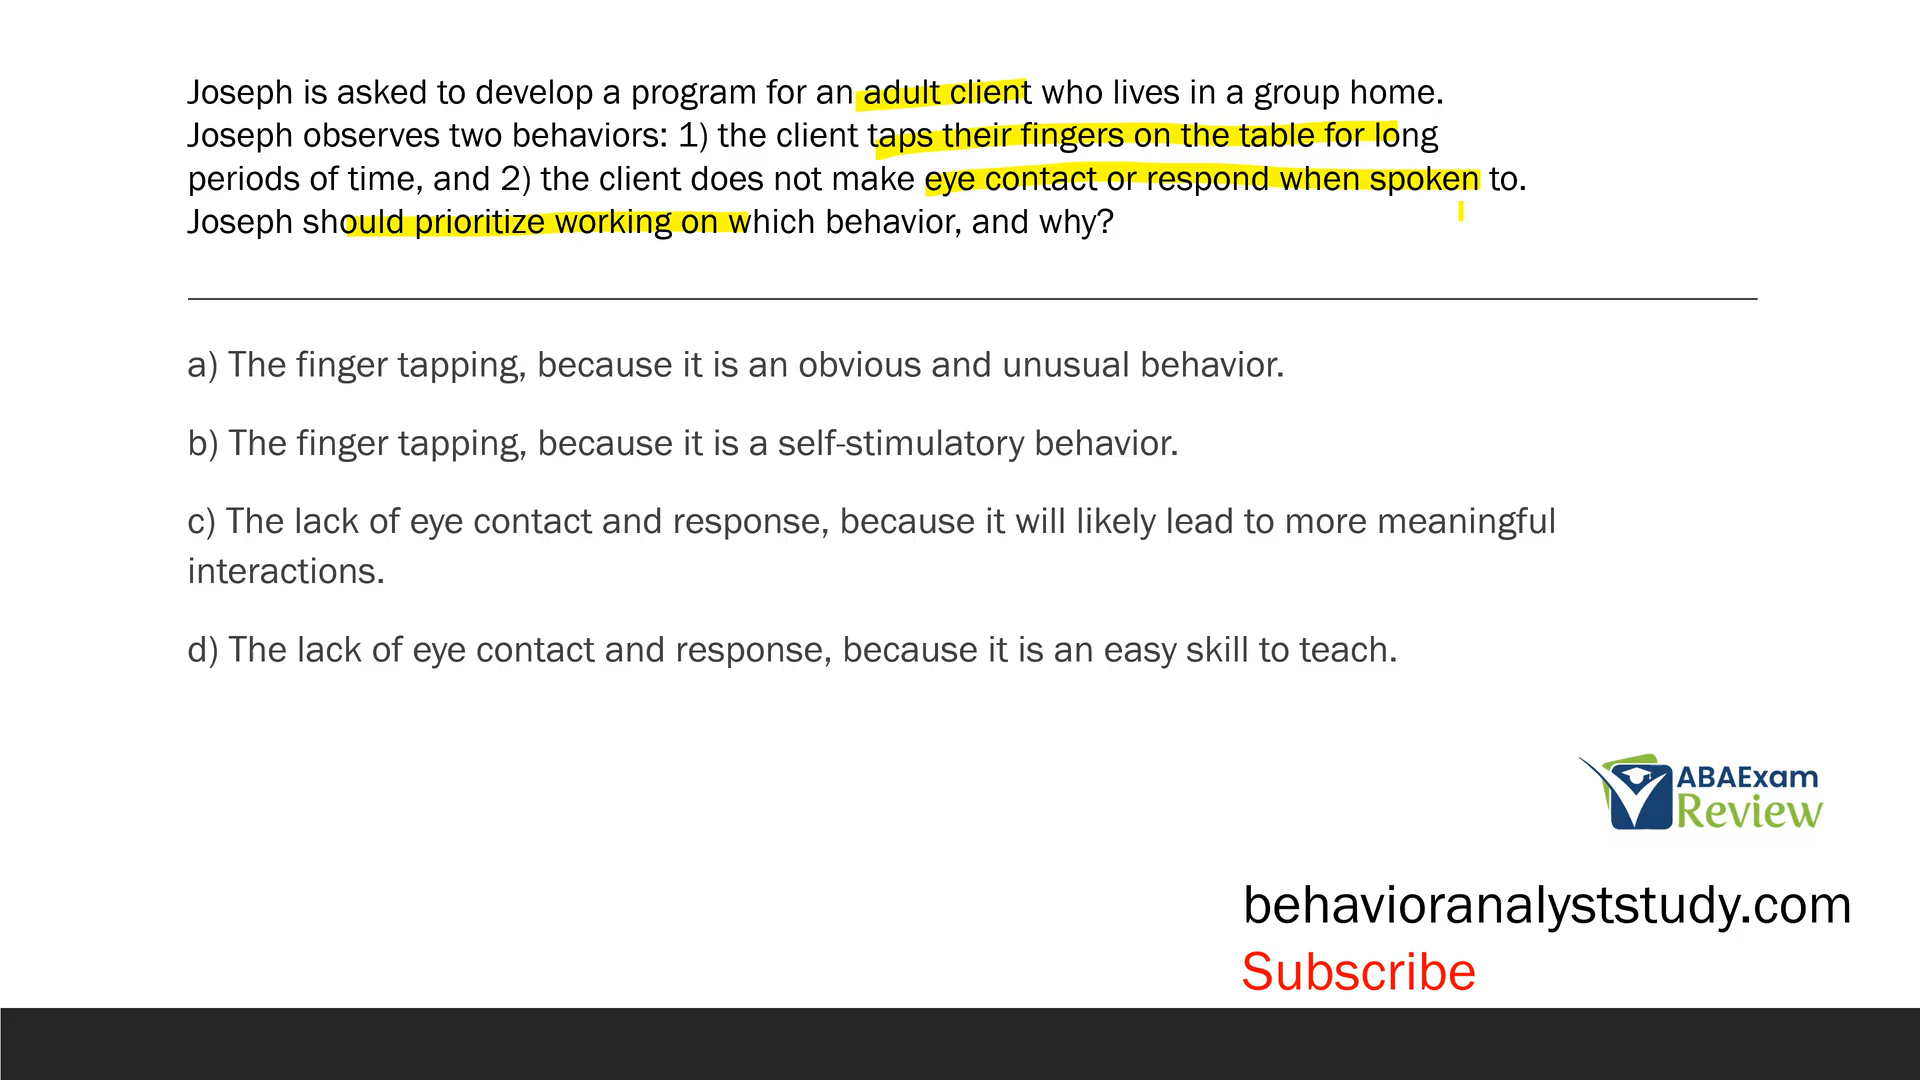 Joseph is asked to develop a program for an adult client who lives in a group home.
Joseph observes two behaviors: 1) the client taps their fingers on the table for long
periods of time, and 2) the client does not make eye contact or respond when spoken to.
Joseph should prioritize working on which behavior, and why?
a) The finger tapping, because it is an obvious and unusual behavior.
b) The finger tapping, because it is a self-stimulatory behavior.
c) The lack of eye contact and response, because it will likely lead to more meaningful
interactions.
d) The lack of eye contact and response, because it is an easy skill to teach.
ABAExam
Review
behavioranalyststudy.com
Subscribe